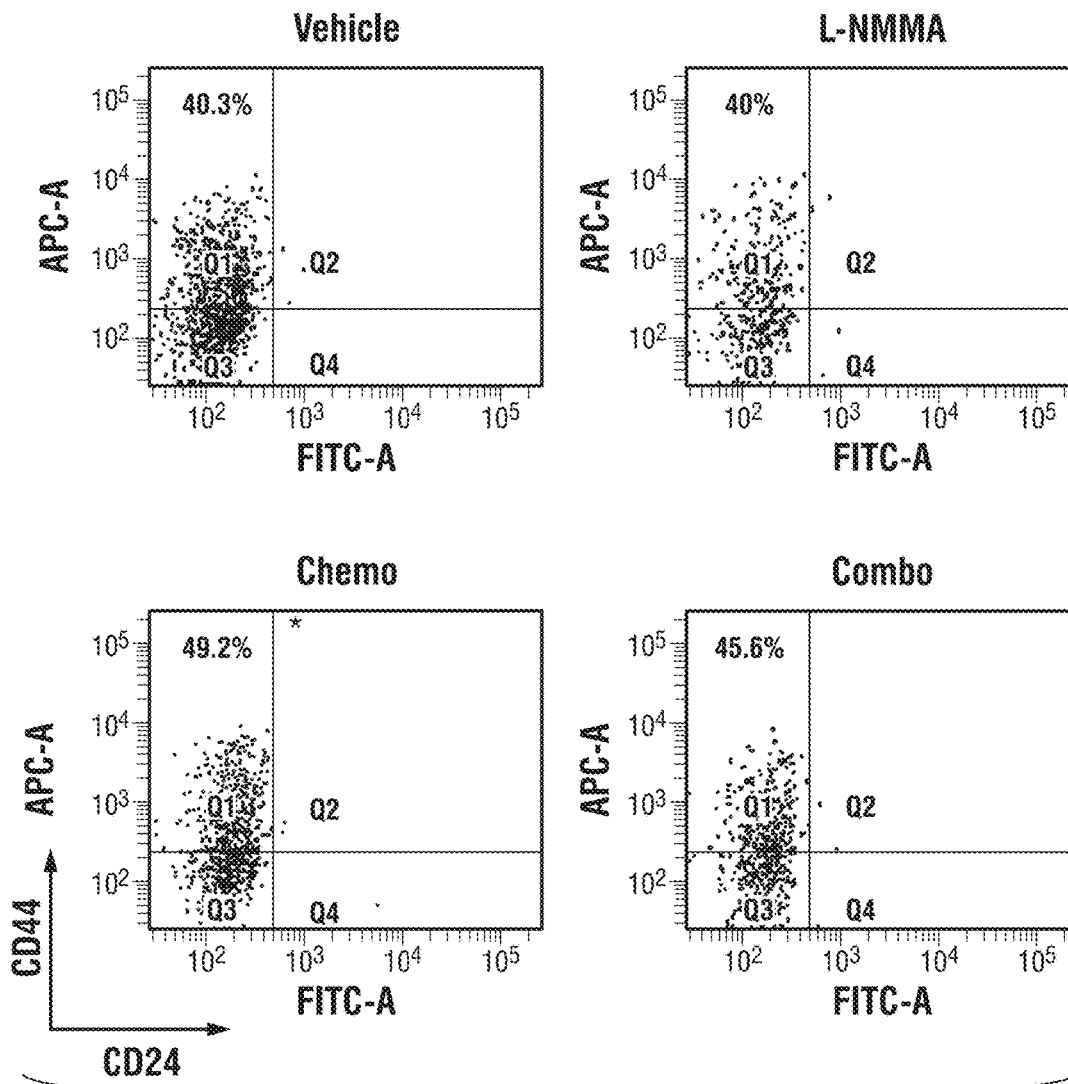 Vehicle
40.3%
APC-A
10⁵
10⁴
10³
10²
Q1
Q2
Q3
Q4
10² 10³ 10⁴ 10⁵
FITC-A
L-NMMA
40%
APC-A
10⁵
10⁴
10³
10²
Q1
Q2
Q3
Q4
10² 10³ 10⁴ 10⁵
FITC-A
Chemo
49.2%
*
APC-A
10⁵
10⁴
10³
10²
Q1
Q2
Q3
Q4
10² 10³ 10⁴ 10⁵
FITC-A
Combo
45.6%
APC-A
10⁵
10⁴
10³
10²
Q1
Q2
Q3
Q4
10² 10³ 10⁴ 10⁵
FITC-A
CD44
CD24